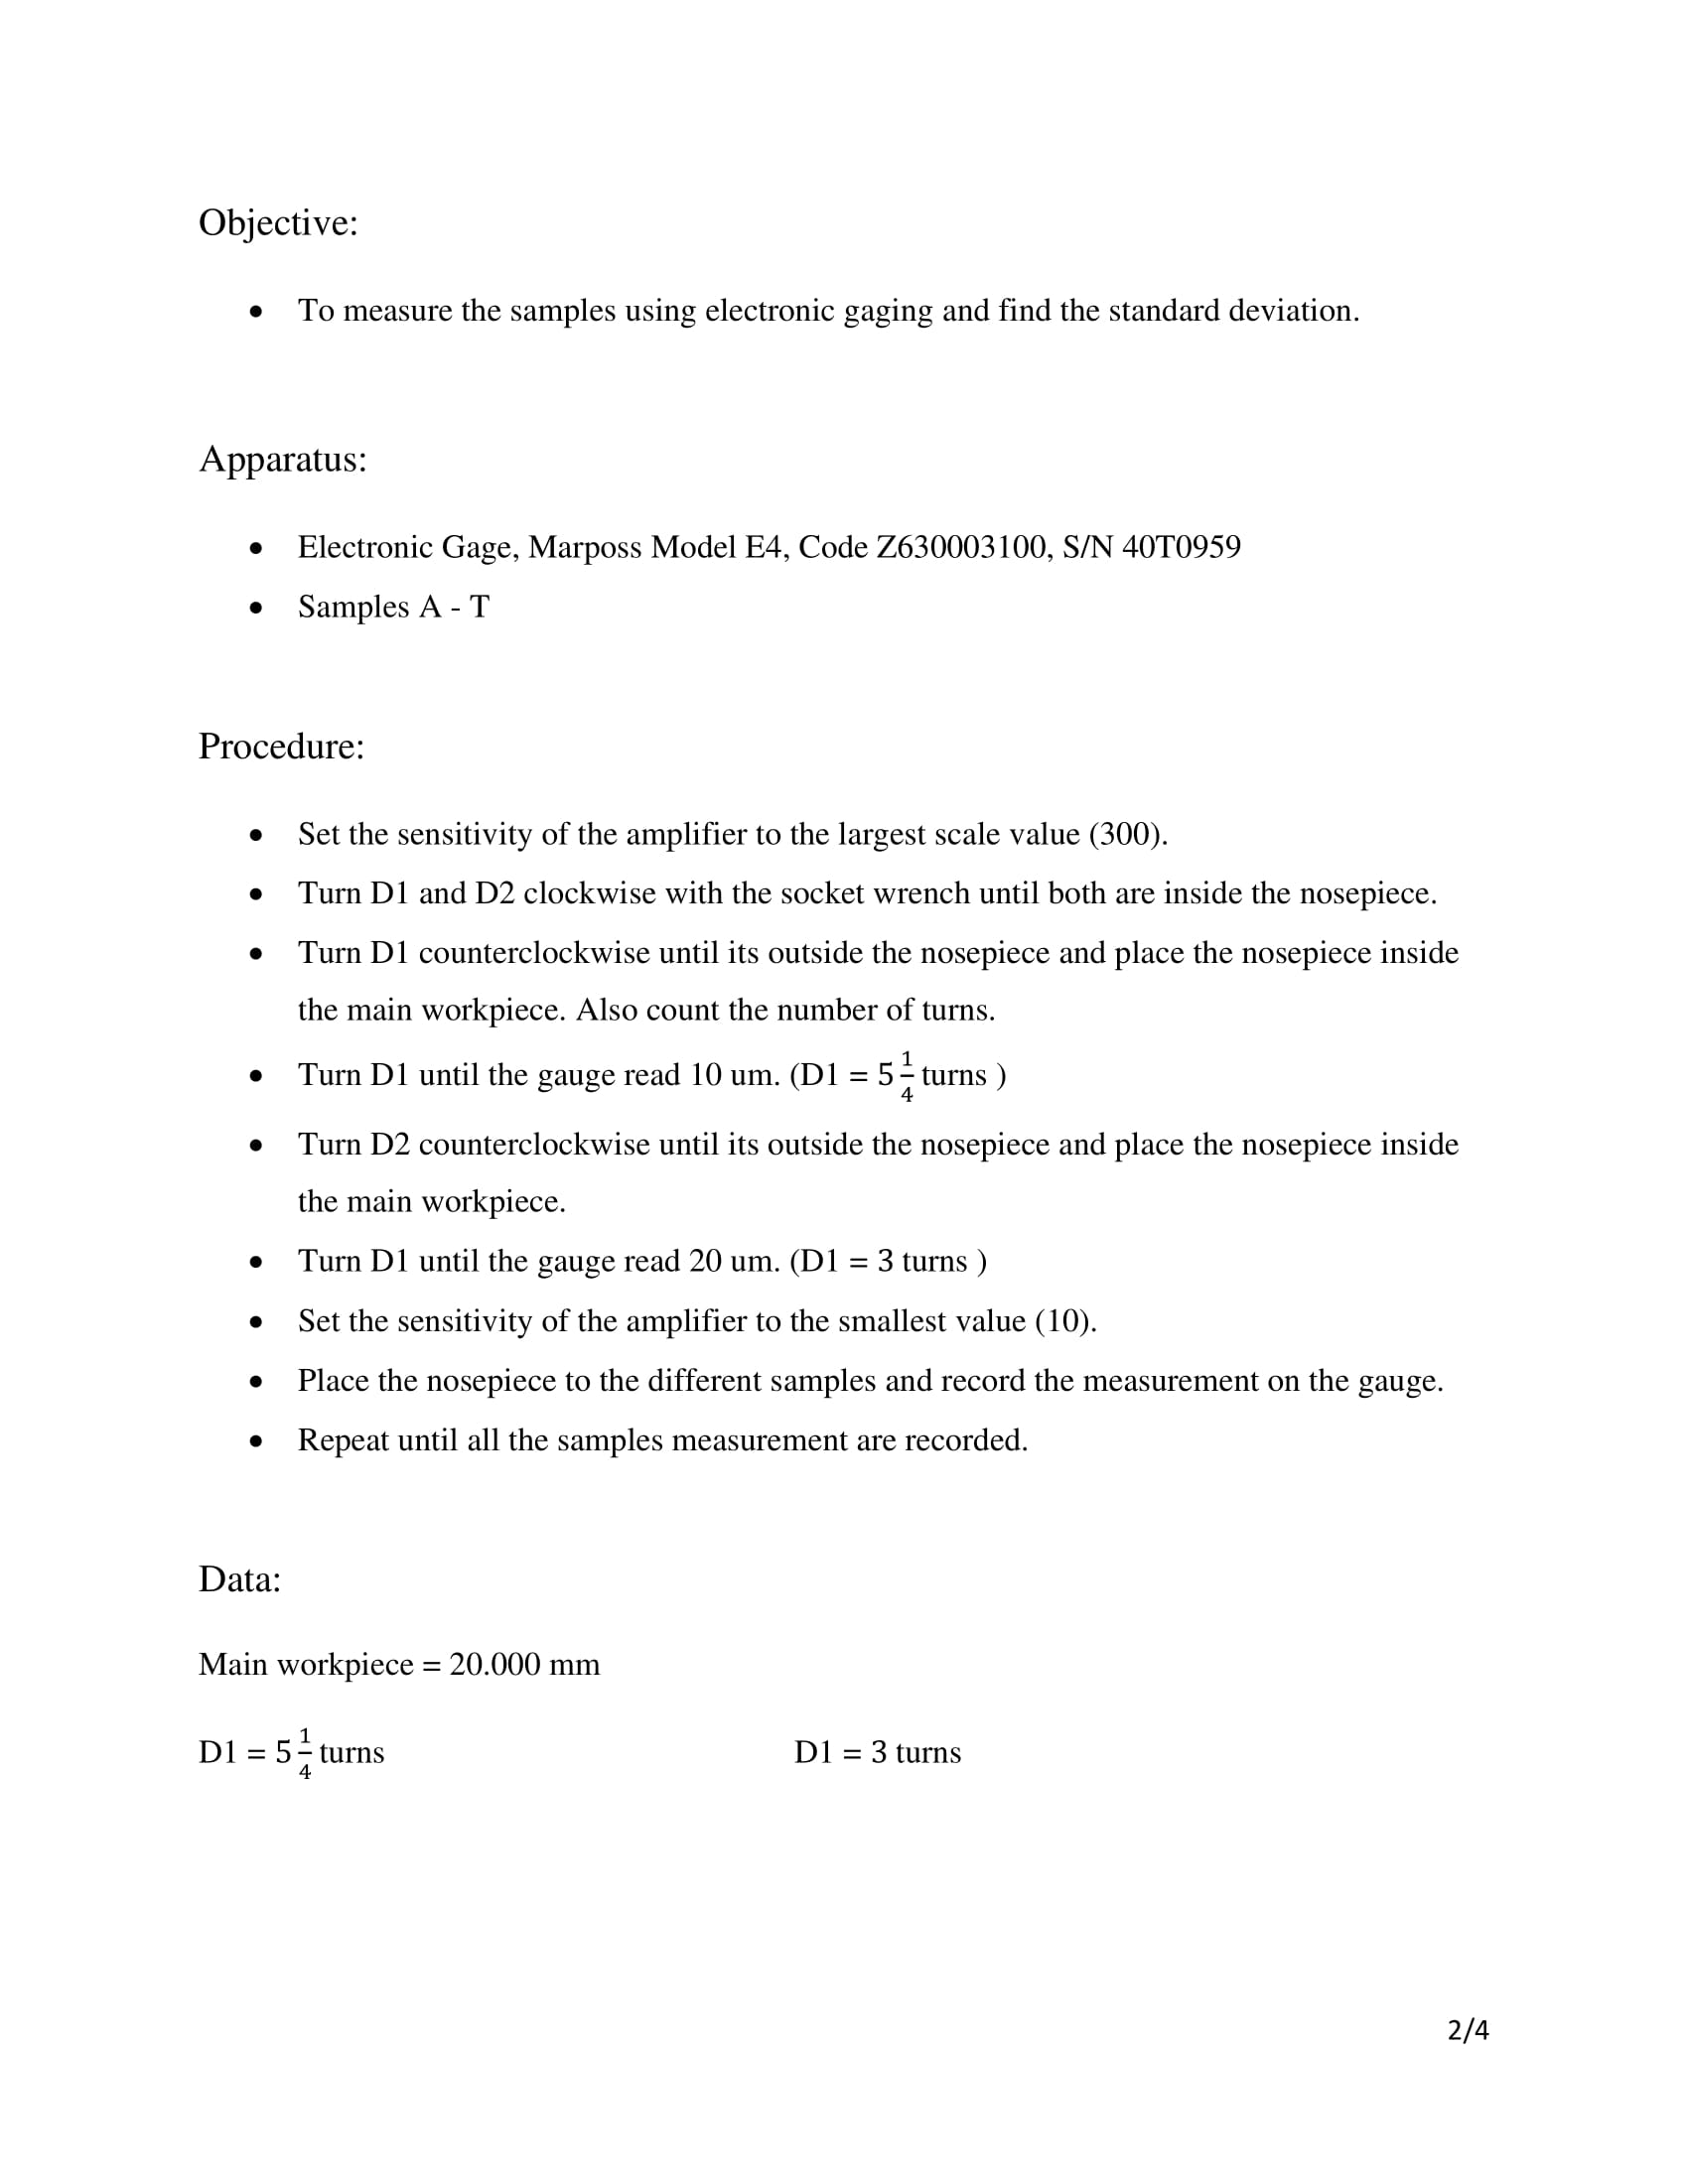 Objective:
• To measure the samples using electronic gaging and find the standard deviation.
Apparatus:
• Electronic Gage, Marposs Model E4, Code Z630003100, S/N 40T0959
• Samples A - T
Procedure:
• Set the sensitivity of the amplifier to the largest scale value (300).
• Turn D1 and D2 clockwise with the socket wrench until both are inside the nosepiece.
• Turn D1 counterclockwise until its outside the nosepiece and place the nosepiece inside
the main workpiece. Also count the number of turns.
• Turn D1 until the gauge read 10 um. (D1 = 5 1/4 turns )
• Turn D2 counterclockwise until its outside the nosepiece and place the nosepiece inside
the main workpiece.
• Turn D1 until the gauge read 20 um. (D1 = 3 turns )
• Set the sensitivity of the amplifier to the smallest value (10).
• Place the nosepiece to the different samples and record the measurement on the gauge.
• Repeat until all the samples measurement are recorded.
Data:
Main workpiece = 20.000 mm
D1 = 5 1/4 turns D1 = 3 turns
2/4